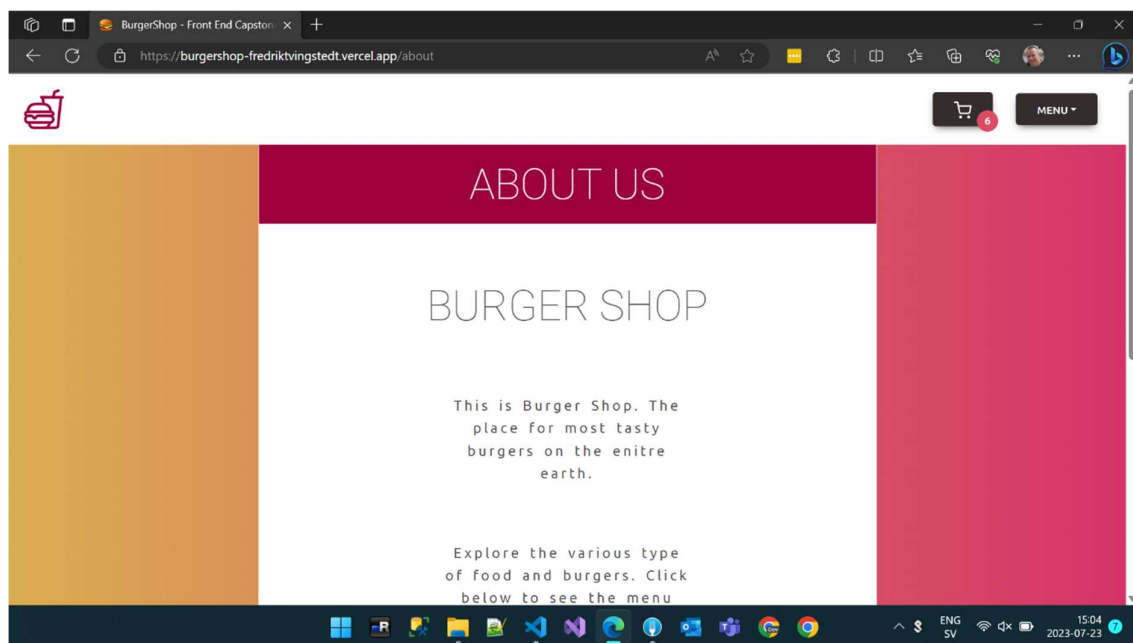 BurgerShop - Front End Capston
https://burgershop-fredriktvingstedt.vercel.app/about
6
MENU
ABOUT US
BURGER SHOP
This is Burger Shop. The
place for most tasty
burgers on the enitre
earth.
Explore the various type
of food and burgers. Click
below to see the menu
ENG
SV
15:04
2023-07-23
7